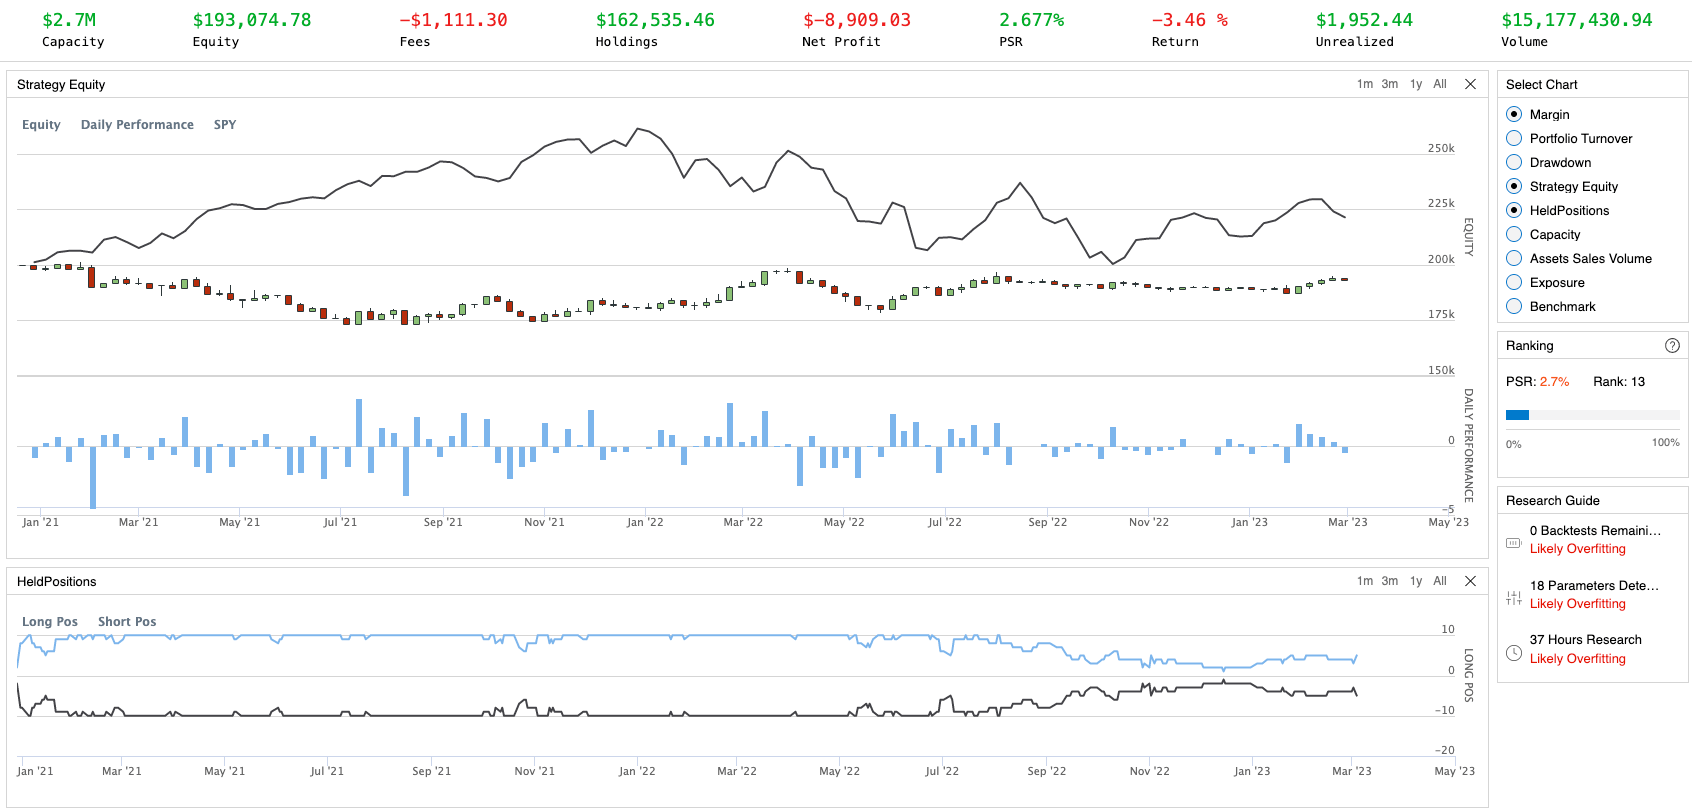 $2.7M $193,074.78 -$1,111.30 $162,535.46 $-8,909.03 2.677% -3.46 % $1,952.44 $15,177,430.94
Capacity Equity Fees Holdings Net Profit PSR Return Unrealized Volume
Strategy Equity 1m 3m 1y All
Equity Daily Performance SPY
250k
225k
200k
175k
150k
EQUITY
0
-5
DAILY PERFORMANCE
Jan '21 Mar '21 May '21 Jul '21 Sep '21 Nov '21 Jan '22 Mar '22 May '22 Jul '22 Sep '22 Nov '22 Jan '23 Mar '23 May '23
HeldPositions 1m 3m 1y All
Long Pos Short Pos
10
0
-10
-20
LONG POS
Jan '21 Mar '21 May '21 Jul '21 Sep '21 Nov '21 Jan '22 Mar '22 May '22 Jul '22 Sep '22 Nov '22 Jan '23 Mar '23 May '23
Select Chart
Margin
Portfolio Turnover
Drawdown
Strategy Equity
HeldPositions
Capacity
Assets Sales Volume
Exposure
Benchmark
Ranking ?
PSR: 2.7% Rank: 13
0% 100%
Research Guide
0 Backtests Remaini...
Likely Overfitting
18 Parameters Dete...
Likely Overfitting
37 Hours Research
Likely Overfitting